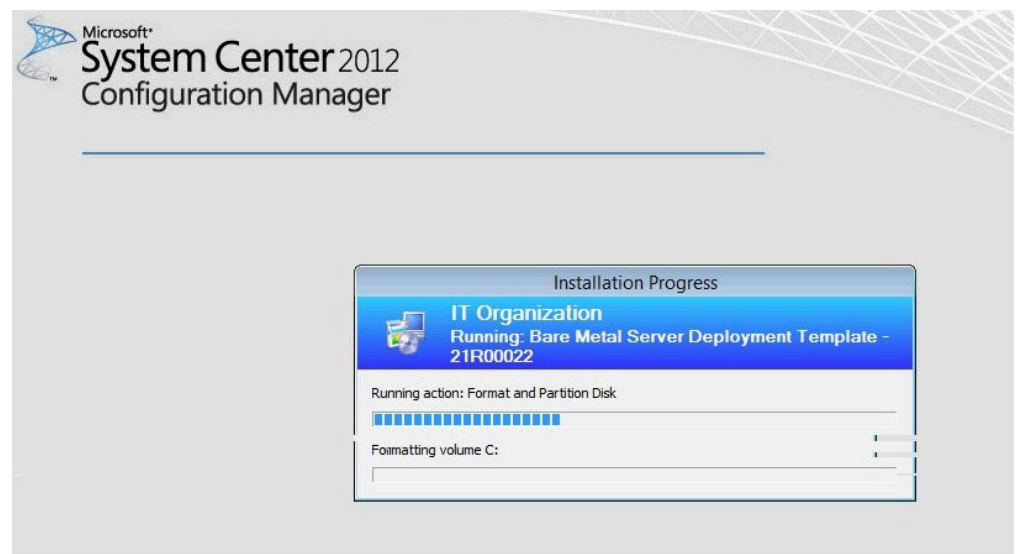 Microsoft®
System Center 2012
Configuration Manager
Installation Progress
IT Organization
Running: Bare Metal Server Deployment Template -
21R00022
Running action: Format and Partition Disk
Formatting volume C: